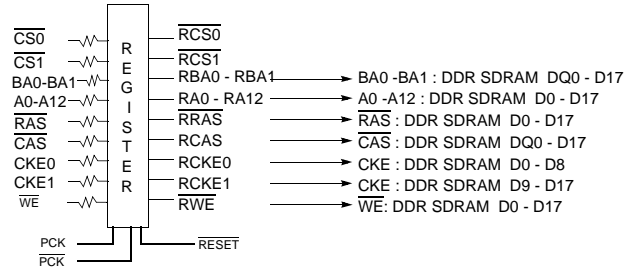 CS0 REGISTER RCS0
CS1 RCS1
BA0-BA1 RBA0 - RBA1 BA0 -BA1 : DDR SDRAM DQ0 - D17
A0-A12 RA0 - RA12 A0 -A12 : DDR SDRAM D0 - D17
RAS RRAS RAS : DDR SDRAM D0 - D17
CAS RCAS CAS : DDR SDRAM DQ0 - D17
CKE0 RCKE0 CKE : DDR SDRAM D0 - D8
CKE1 RCKE1 CKE : DDR SDRAM D9 - D17
WE RWE WE: DDR SDRAM D0 - D17
PCK RESET
PCK